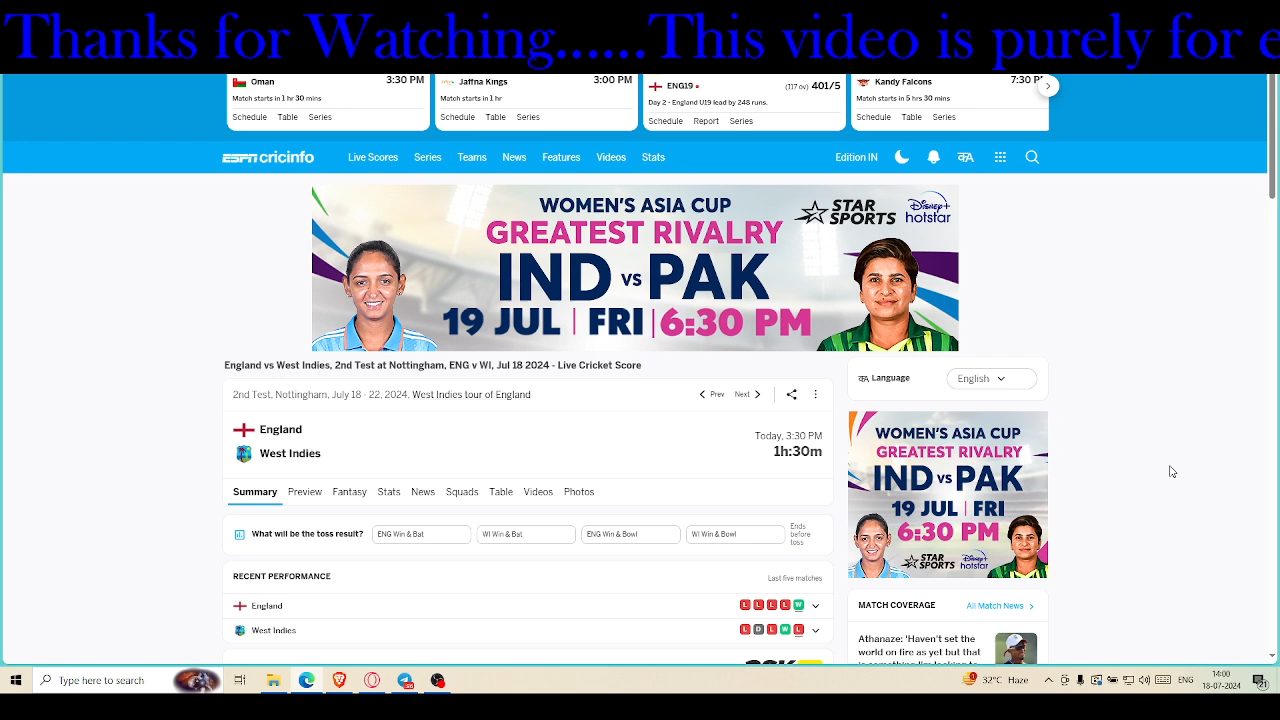 Thanks for Watching......This video is purely for e
Oman 3:30 PM
Match starts in 1 hr 30 mins
Schedule Table Series
Jaffna Kings 3:00 PM
Match starts in 1 hr
Schedule Table Series
ENG19 (117 ov) 401/5
Day 2 - England U19 lead by 248 runs.
Schedule Report Series
Kandy Falcons 7:30 PM
Match starts in 5 hrs 30 mins
Schedule Table Series
ESPN cricinfo Live Scores Series Teams News Features Videos Stats Edition IN
WOMEN'S ASIA CUP
GREATEST RIVALRY
IND vs PAK
19 JUL | FRI | 6:30 PM
STAR SPORTS
Disney+ hotstar
England vs West Indies, 2nd Test at Nottingham, ENG v WI, Jul 18 2024 - Live Cricket Score
2nd Test, Nottingham, July 18 - 22, 2024, West Indies tour of England
Prev Next
England
West Indies
Today, 3:30 PM
1h:30m
Summary Preview Fantasy Stats News Squads Table Videos Photos
What will be the toss result? ENG Win & Bat WI Win & Bat ENG Win & Bowl WI Win & Bowl
Ends
before
toss
RECENT PERFORMANCE Last five matches
England L L L L W
West Indies L D L W L
Language English
WOMEN'S ASIA CUP
GREATEST RIVALRY
IND vs PAK
19 JUL | FRI
6:30 PM
STAR SPORTS
Disney+ hotstar
MATCH COVERAGE All Match News
Athanaze: 'Haven't set the
world on fire as yet but that
Type here to search
32°C Haze
ENG
14:00
18-07-2024
21